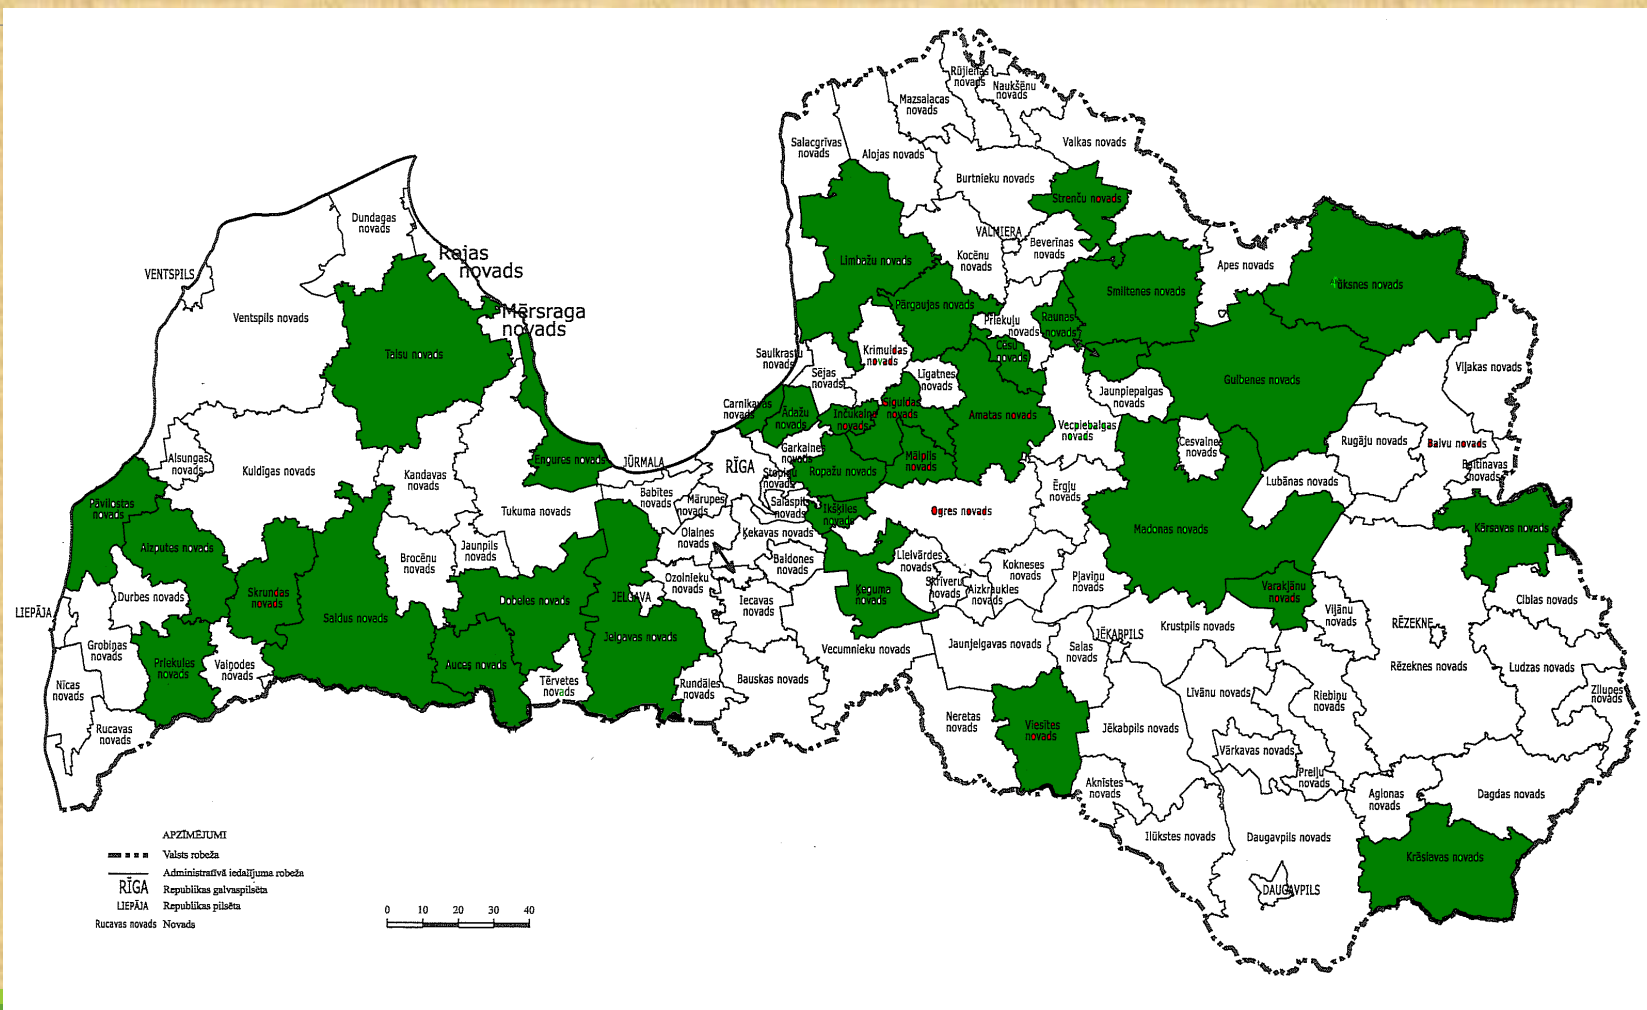 Rūjienas
novads
Naukšēnu
novads
Mazsalacas
novads
Salacgrīvas
novads
Alojas novads
Valkas novads
Burtnieku novads
Strenču novads
Dundagas
novads
Rojas
novads
VALMIERA
Beverīnas
novads
Kocēnu
novads
Limbažu novads
Apes novads
VENTSPILS
Smiltenes novads
lūksnes novads
Pārgaujas novads
Mērsraga
novads
Ventspils novads
Priekuļu
novads
Raunas
novads
Talsu novads
Saulkrastu
novads
Krimuldas
novads
Cēsu
novads
Līgatnes
novads
Sējas
novads
Viļakas novads
Gulbenes novads
Jaunpiepalgas
novads
Carnikavas
novads
Ādažu
novads
Inčukalna
novads
Siguldas
novads
Amatas novads
Vecpiebalgas
novads
Cesvaines
novads
Rugāju novads
Balvu novads
Baltinavas
novads
Garkalnes
novads
Mālpils
novads
Ropažu novads
Stopiņu
novads
RĪGA
JŪRMALA
Engures novads
Alsungas
novads
Kuldīgas novads
Kandavas
novads
Tukuma novads
Babītes
novads
Mārupes
novads
Salaspils
novads
Ikšķiles
novads
Ogres novads
Ērgļu
novads
Lubānas novads
Madonas novads
Kārsavas novads
Pāvilostas
novads
Aizputes novads
Brocēnu
novads
Jaunpils
novads
Olaines
novads
Ķekavas novads
Baldones
novads
Ozolnieku
novads
Iecavas
novads
Lielvārdes
novads
Skrīveru
novads
Aizkraukles
novads
Kokneses
novads
Pļaviņu
novads
Varakļānu
novads
Viļānu
novads
Ciblas novads
Ķeguma
novads
Skrundas
novads
Durbes novads
LIEPĀJA
Saldus novads
Dobeles novads
JELGAVA
Jelgavas novads
Grobiņas
novads
Priekules
novads
Vaiņodes
novads
Nīcas
novads
Rucavas
novads
Auces novads
Tērvetes
novads
Rundāles
novads
Bauskas novads
Vecumnieku novads
Jaunjelgavas novads
Salas
novads
JĒKABPILS
Krustpils novads
RĒZEKNE
Rēzeknes novads
Ludzas novads
Zilupes
novads
Līvānu novads
Riebiņu
novads
Neretas
novads
Viesītes
novads
Jēkabpils novads
Vārkavas novads
Preiļu
novads
Aknīstes
novads
Aglonas
novads
Dagdas novads
Ilūkstes novads
Daugavpils novads
Krāslavas novads
DAUGAVPILS
APZĪMĒJUMI
Valsts robeža
Administratīvā iedalījuma robeža
RĪGA Republikas galvaspilsēta
LIEPĀJA Republikas pilsēta
Rucavas novads Novads
0 10 20 30 40